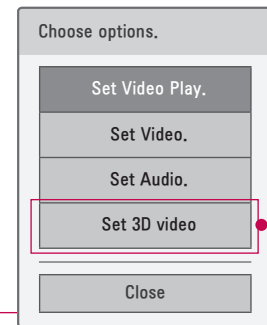 Choose options.
Set Video Play.
Set Video.
Set Audio.
Set 3D video
Close